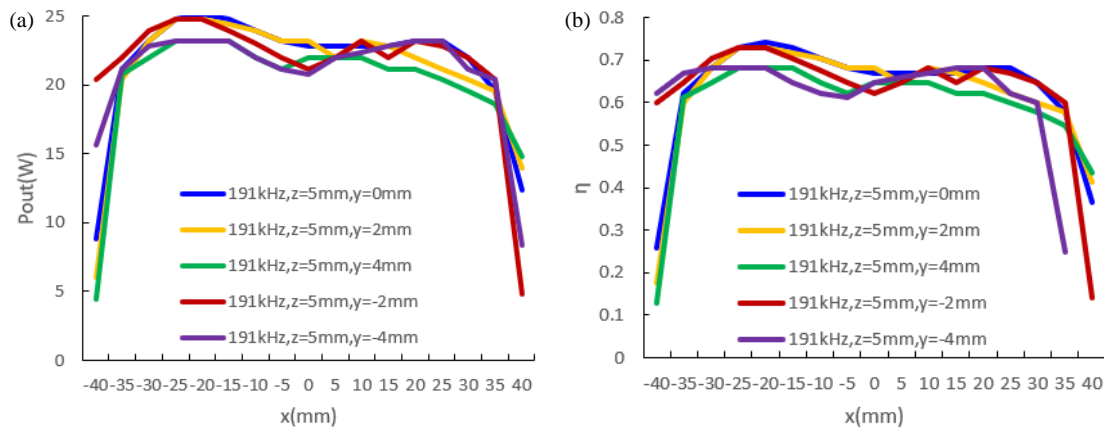 (a)
25
20
15
10
5
0
Pout(W)
191kHz,z=5mm,y=0mm
191kHz,z=5mm,y=2mm
191kHz,z=5mm,y=4mm
191kHz,z=5mm,y=-2mm
191kHz,z=5mm,y=-4mm
-40 -35 -30 -25 -20 -15 -10 -5 0 5 10 15 20 25 30 35 40
x(mm)
(b)
0.8
0.7
0.6
0.5
0.4
0.3
0.2
0.1
0
η
191kHz,z=5mm,y=0mm
191kHz,z=5mm,y=2mm
191kHz,z=5mm,y=4mm
191kHz,z=5mm,y=-2mm
191kHz,z=5mm,y=-4mm
-40 -35 -30 -25 -20 -15 -10 -5 0 5 10 15 20 25 30 35 40
x(mm)